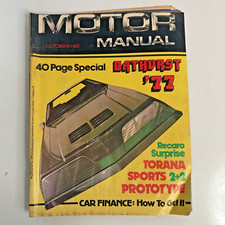 MOTOR
MANUAL
40 Page Special
BATHURST
'77
Recaro
Surprise
TORANA
SPORTS 2+2
PROTOTYPE
CAR FINANCE: How To Get It